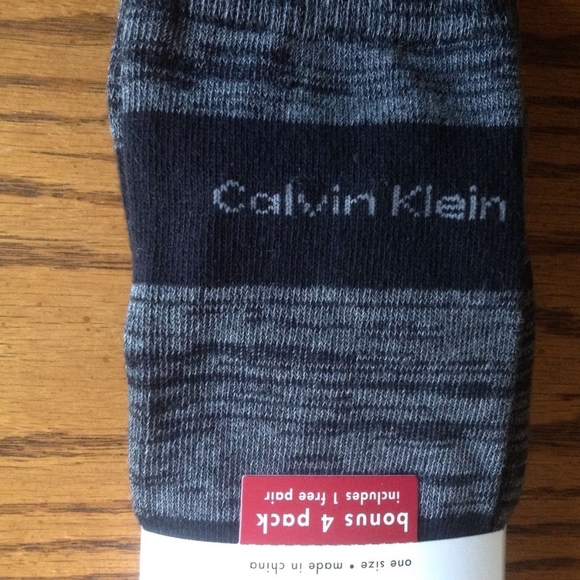 Calvin Klein
bonus 4 pack
includes 1 free pair
one size • made in china